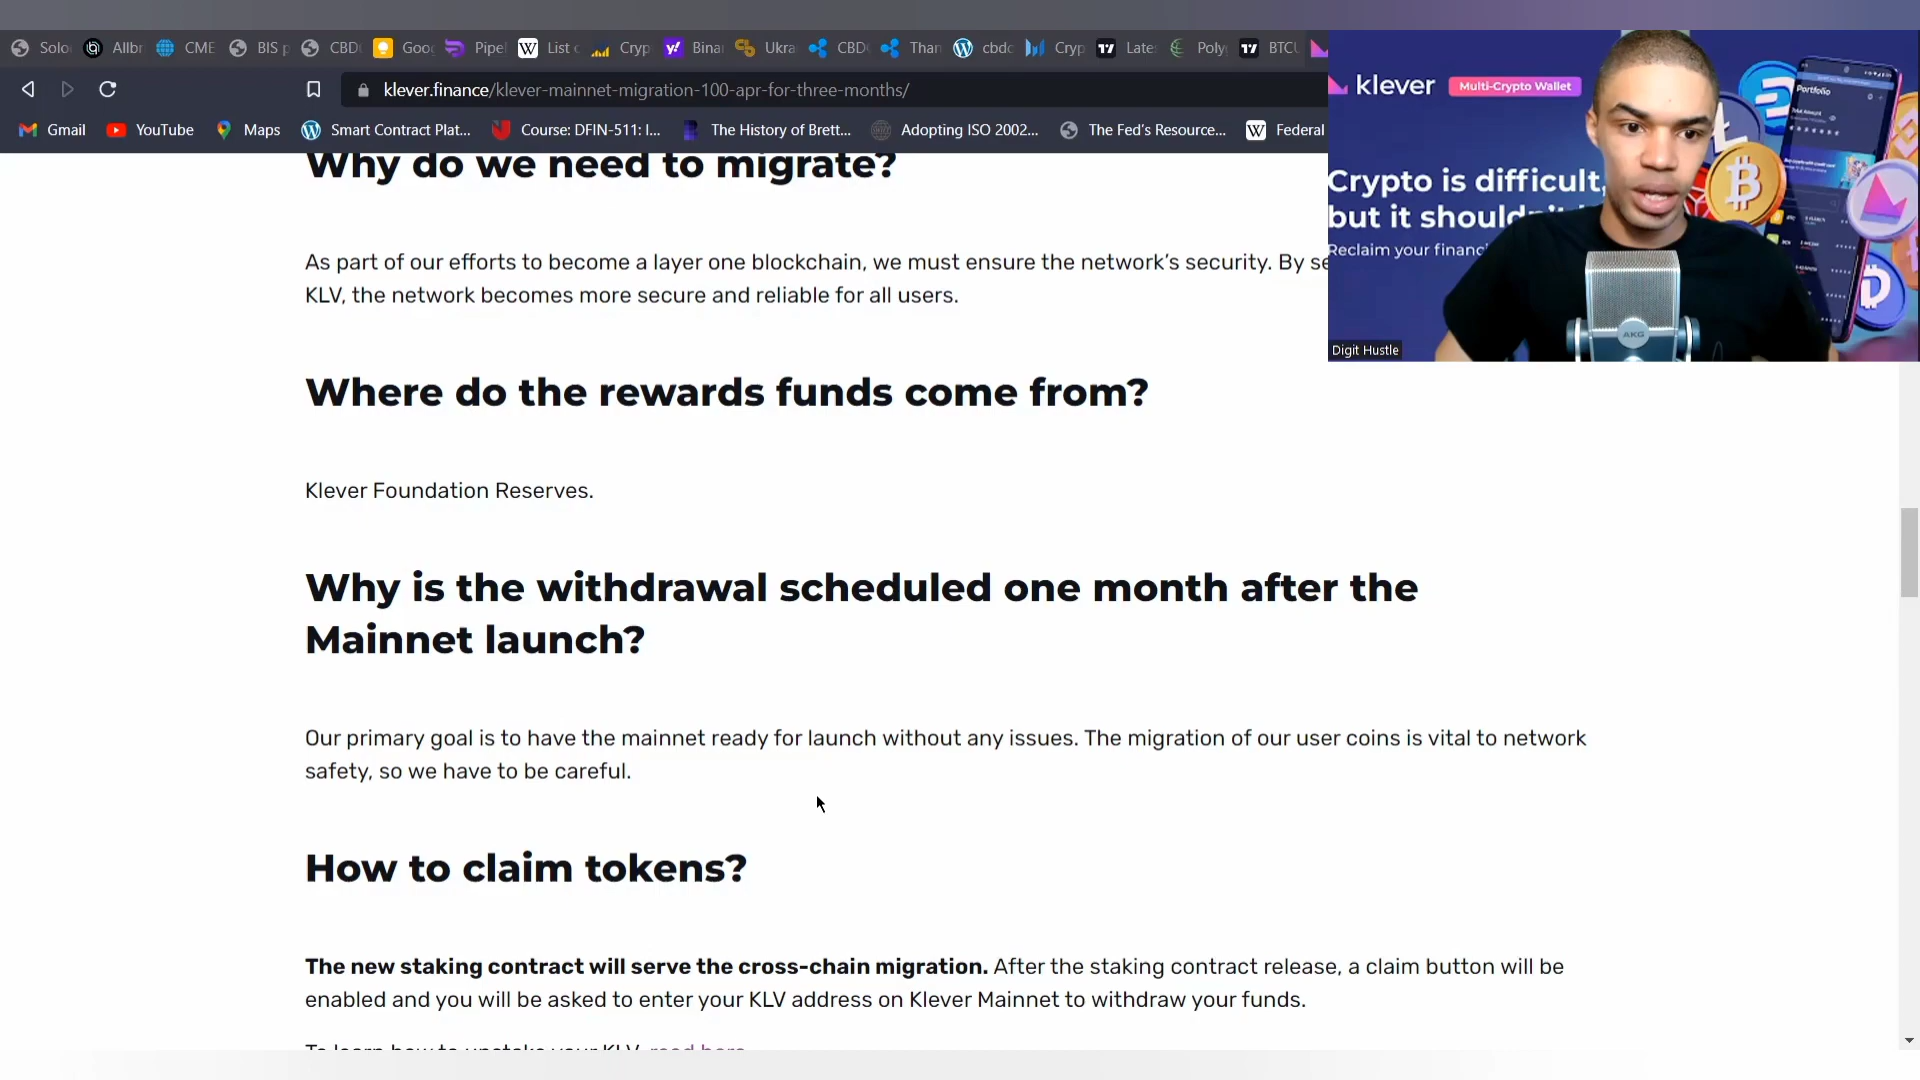 Solo
Allbr
CME
BIS p
CBD
Goo
Pipel
List c
Cryp
Binar
Ukra
CBD
Than
cbdc
Cryp
Late
Poly
BTCU
klever.finance/klever-mainnet-migration-100-apr-for-three-months/
Gmail
YouTube
Maps
Smart Contract Plat...
Course: DFIN-511: I...
The History of Brett...
Adopting ISO 2002...
The Fed's Resource...
Federal
klever Multi-Crypto Wallet
Portfolio
Crypto is difficult,
but it
Reclaim your
AKG
Digit Hustle
Why do we need to migrate?
As part of our efforts to become a layer one blockchain, we must ensure the network's security. By se
KLV, the network becomes more secure and reliable for all users.
Where do the rewards funds come from?
Klever Foundation Reserves.
Why is the withdrawal scheduled one month after the
Mainnet launch?
Our primary goal is to have the mainnet ready for launch without any issues. The migration of our user coins is vital to network
safety, so we have to be careful.
How to claim tokens?
The new staking contract will serve the cross-chain migration. After the staking contract release, a claim button will be
enabled and you will be asked to enter your KLV address on Klever Mainnet to withdraw your funds.
To learn how to unstake your KLV, read here